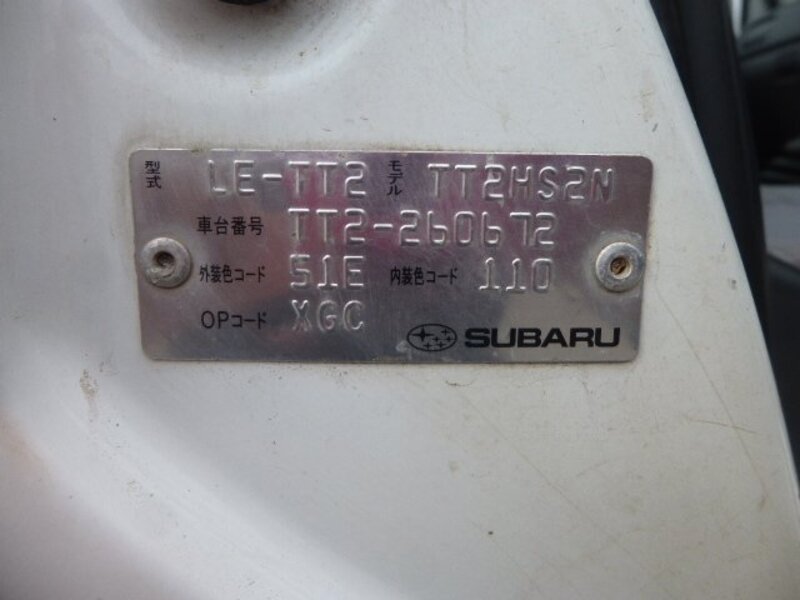 型式 LE-TT2 モデル TT2HS2N
車台番号 TT2-260672
外装色コード 51E 内装色コード 110
OPコード XGC
SUBARU